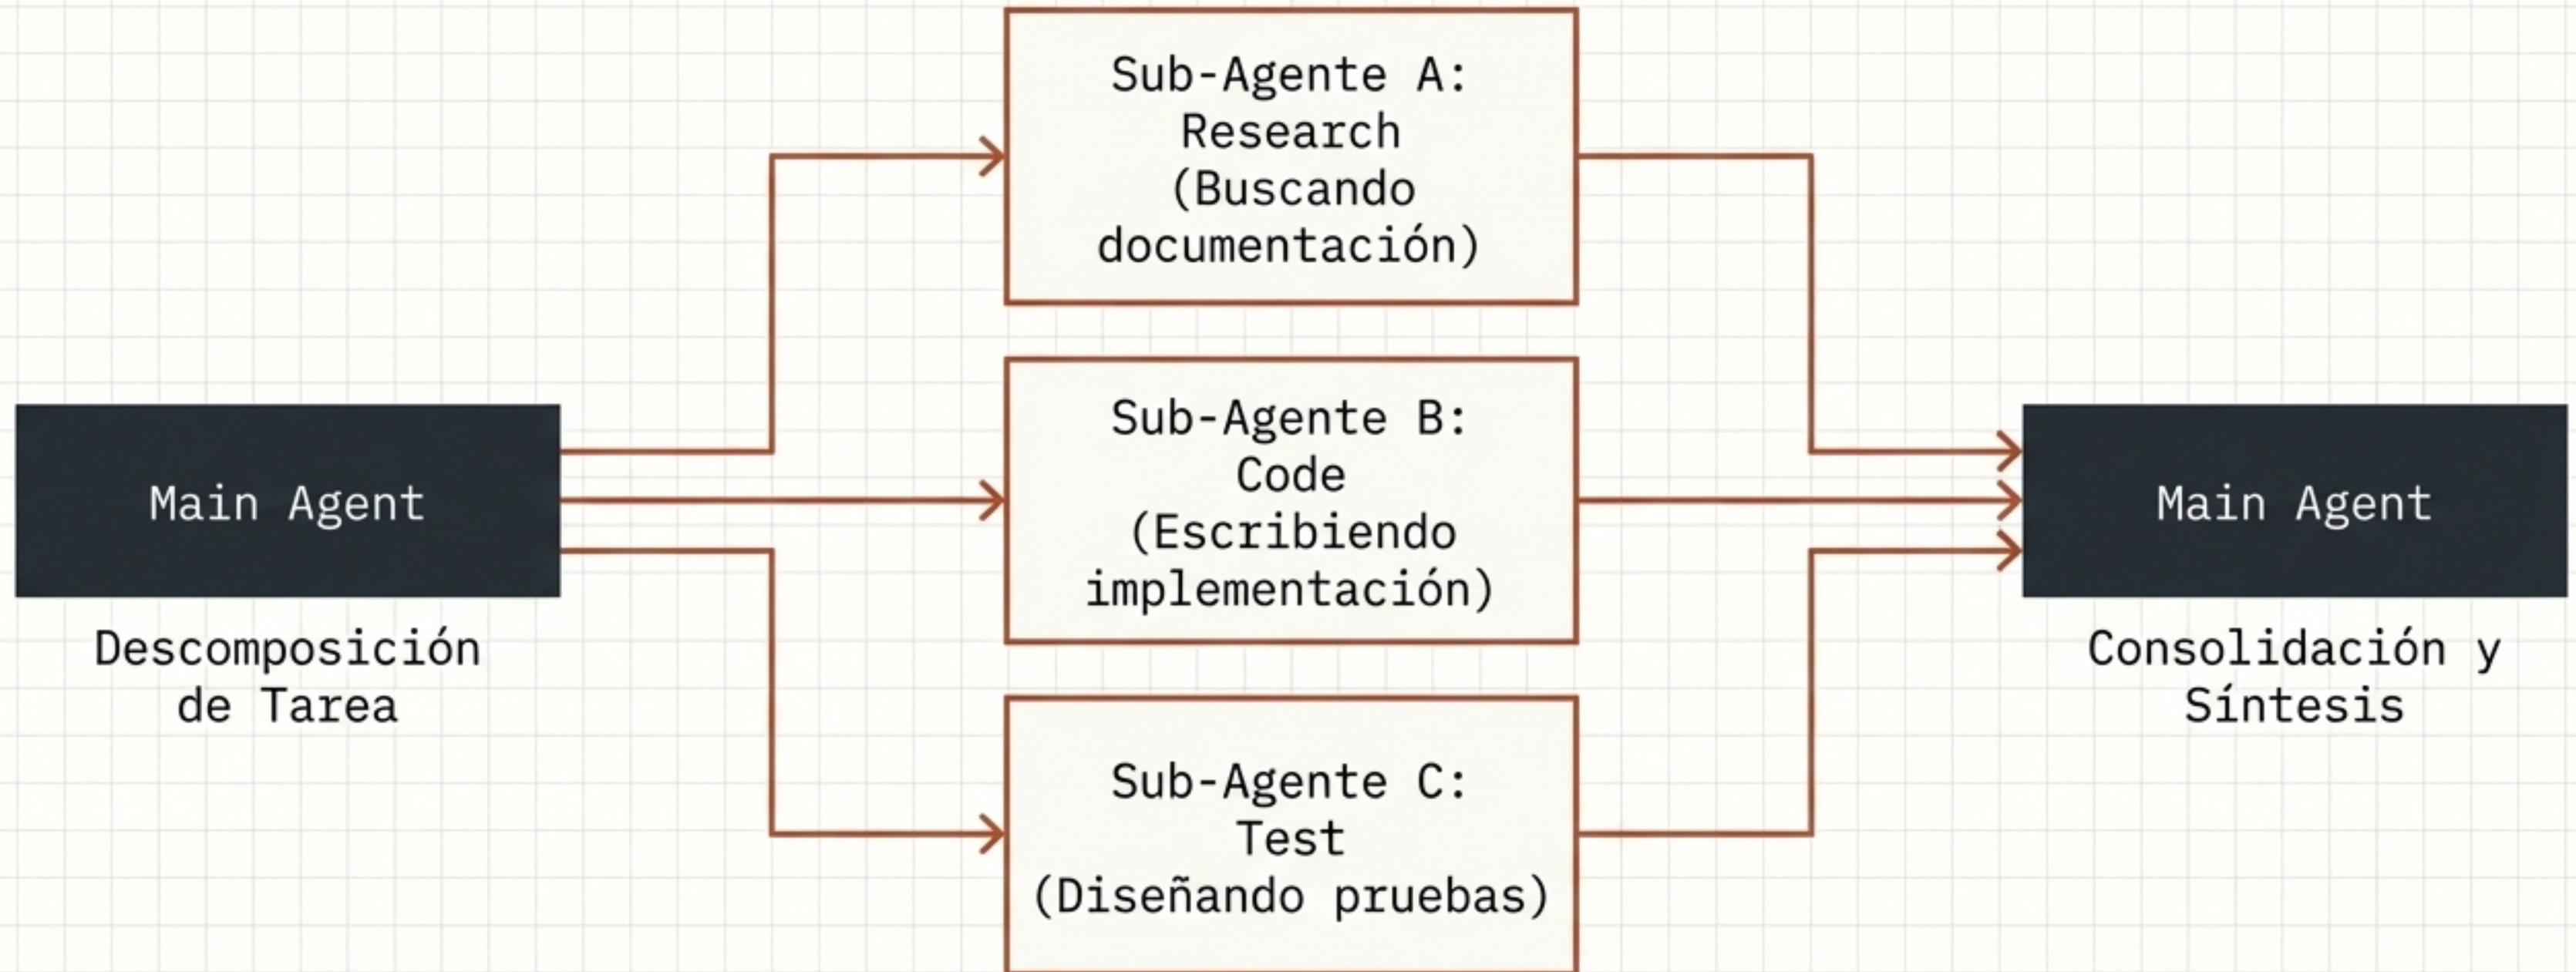 Main Agent
Descomposición
de Tarea
Sub-Agente A:
Research
(Buscando
documentación)
Sub-Agente B:
Code
(Escribiendo
implementación)
Sub-Agente C:
Test
(Diseñando pruebas)
Main Agent
Consolidación y
Síntesis